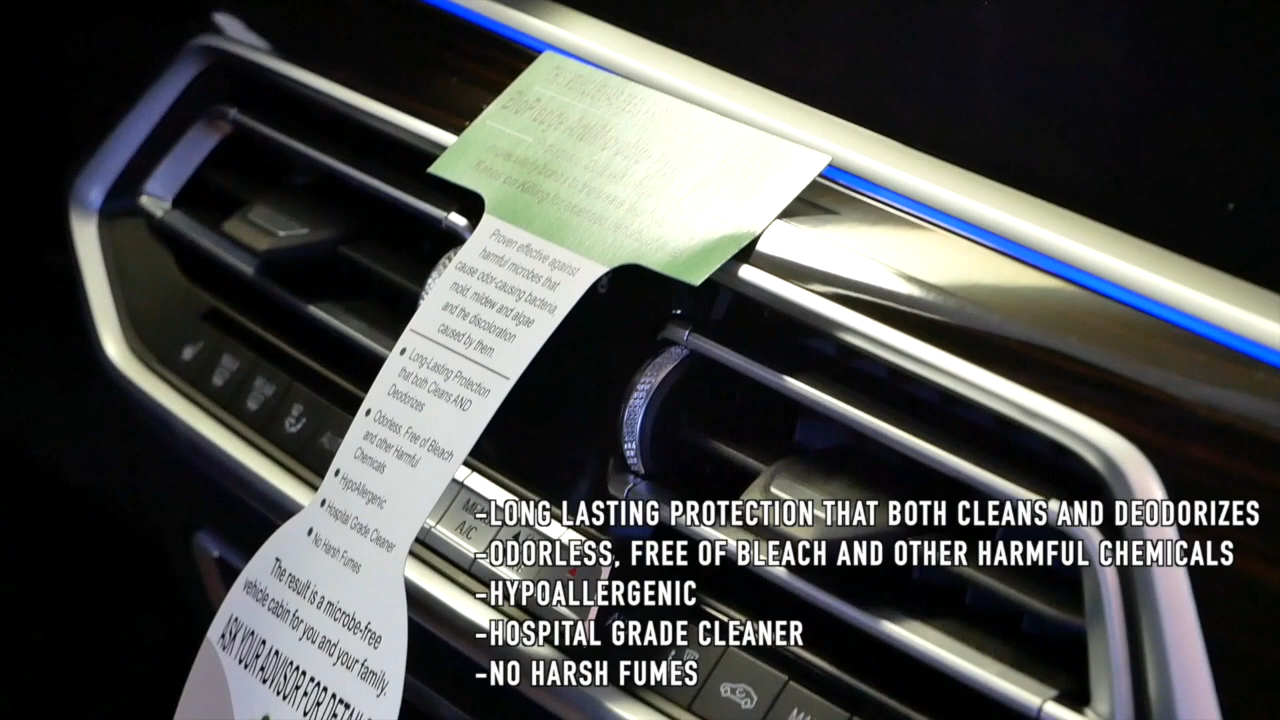 Proven effective against
harmful microbes that
cause odor-causing bacteria,
mold, mildew and algae
and the discoloration
caused by them.
• Long-Lasting Protection
that both Cleans AND
Deodorizes
• Odorless, Free of Bleach
and other Harmful
Chemicals
• HypoAllergenic
• Hospital Grade Cleaner
• No Harsh Fumes
The result is a microbe-free
vehicle cabin for you and your family.
ASK YOUR ADVISOR FOR
A/C
-LONG LASTING PROTECTION THAT BOTH CLEANS AND DEODORIZES
-ODORLESS, FREE OF BLEACH AND OTHER HARMFUL CHEMICALS
-HYPOALLERGENIC
-HOSPITAL GRADE CLEANER
-NO HARSH FUMES